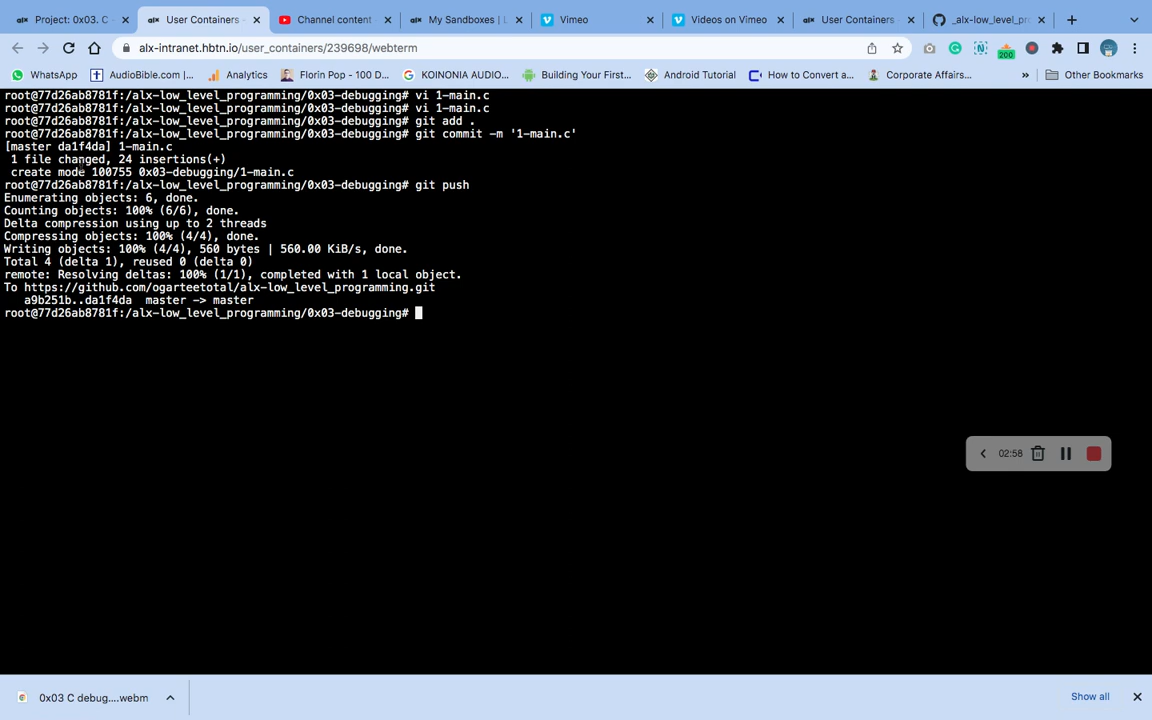 Project: 0x03. C - User Containers - Channel content My Sandboxes | L Vimeo Videos on Vimeo User Containers _alx-low_level_pro
alx-intranet.hbtn.io/user_containers/239698/webterm
WhatsApp AudioBible.com |... Analytics Florin Pop - 100 D... KOINONIA AUDIO... Building Your First... Android Tutorial How to Convert a... Corporate Affairs... » Other Bookmarks
200
root@77d26ab8781f:/alx-low_level_programming/0x03-debugging# vi 1-main.c
root@77d26ab8781f:/alx-low_level_programming/0x03-debugging# vi 1-main.c
root@77d26ab8781f:/alx-low_level_programming/0x03-debugging# git add .
root@77d26ab8781f:/alx-low_level_programming/0x03-debugging# git commit -m '1-main.c'
[master da1f4da] 1-main.c
1 file changed, 24 insertions(+)
create mode 100755 0x03-debugging/1-main.c
root@77d26ab8781f:/alx-low_level_programming/0x03-debugging# git push
Enumerating objects: 6, done.
Counting objects: 100% (6/6), done.
Delta compression using up to 2 threads
Compressing objects: 100% (4/4), done.
Writing objects: 100% (4/4), 560 bytes | 560.00 KiB/s, done.
Total 4 (delta 1), reused 0 (delta 0)
remote: Resolving deltas: 100% (1/1), completed with 1 local object.
To https://github.com/ogarteetotal/alx-low_level_programming.git
a9b251b..da1f4da master -> master
root@77d26ab8781f:/alx-low_level_programming/0x03-debugging#
02:58
0x03 C debug....webm
Show all